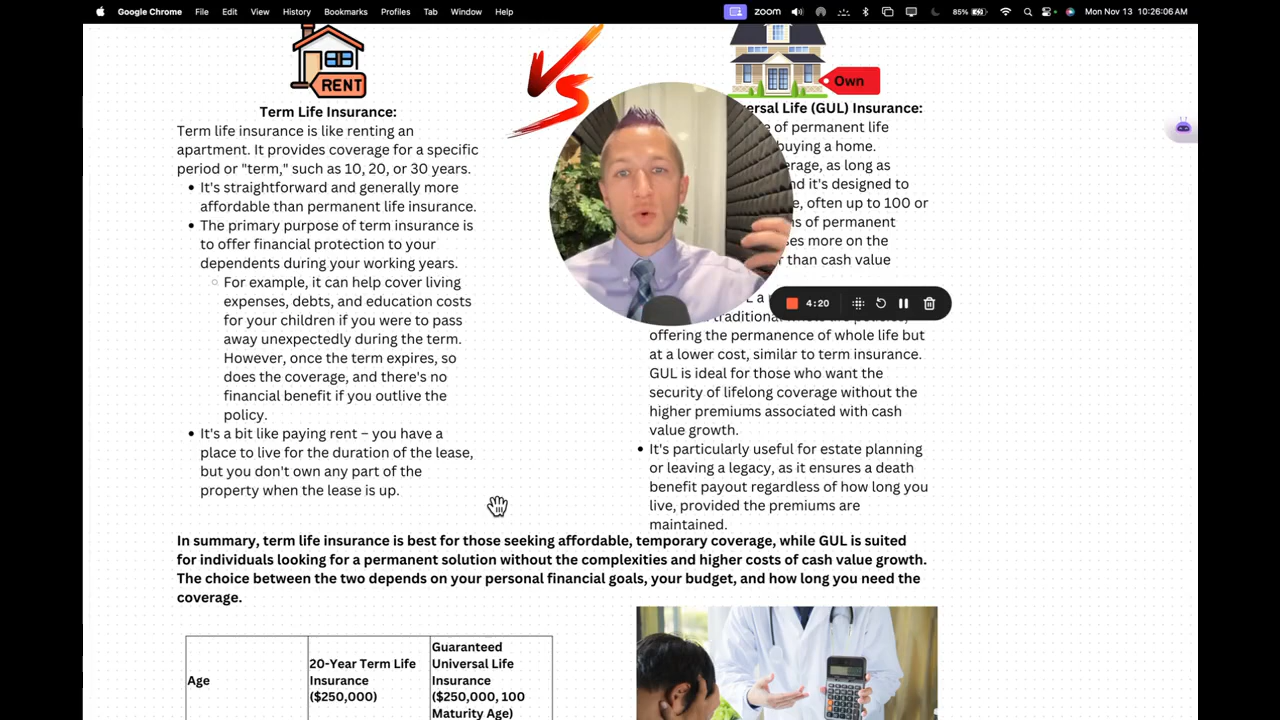 Google Chrome File Edit View History Bookmarks Profiles Tab Window Help zoom 85% Mon Nov 13 10:26:06 AM
RENT
VS
Own
Term Life Insurance:
Term life insurance is like renting an
apartment. It provides coverage for a specific
period or "term," such as 10, 20, or 30 years.
It's straightforward and generally more
affordable than permanent life insurance.
The primary purpose of term insurance is
to offer financial protection to your
dependents during your working years.
For example, it can help cover living
expenses, debts, and education costs
for your children if you were to pass
away unexpectedly during the term.
However, once the term expires, so
does the coverage, and there's no
financial benefit if you outlive the
policy.
It's a bit like paying rent – you have a
place to live for the duration of the lease,
but you don't own any part of the
property when the lease is up.
Life (GUL) Insurance:
of permanent life
buying a home.
as long as
it's designed to
often up to 100 or
of permanent
more on the
than cash value
4:20
traditional
offering the permanence of whole life but
at a lower cost, similar to term insurance.
GUL is ideal for those who want the
security of lifelong coverage without the
higher premiums associated with cash
value growth.
It's particularly useful for estate planning
or leaving a legacy, as it ensures a death
benefit payout regardless of how long you
live, provided the premiums are
maintained.
In summary, term life insurance is best for those seeking affordable, temporary coverage, while GUL is suited
for individuals looking for a permanent solution without the complexities and higher costs of cash value growth.
The choice between the two depends on your personal financial goals, your budget, and how long you need the
coverage.
Age
20-Year Term Life
Insurance
($250,000)
Guaranteed
Universal Life
Insurance
($250,000, 100
Maturity Age)